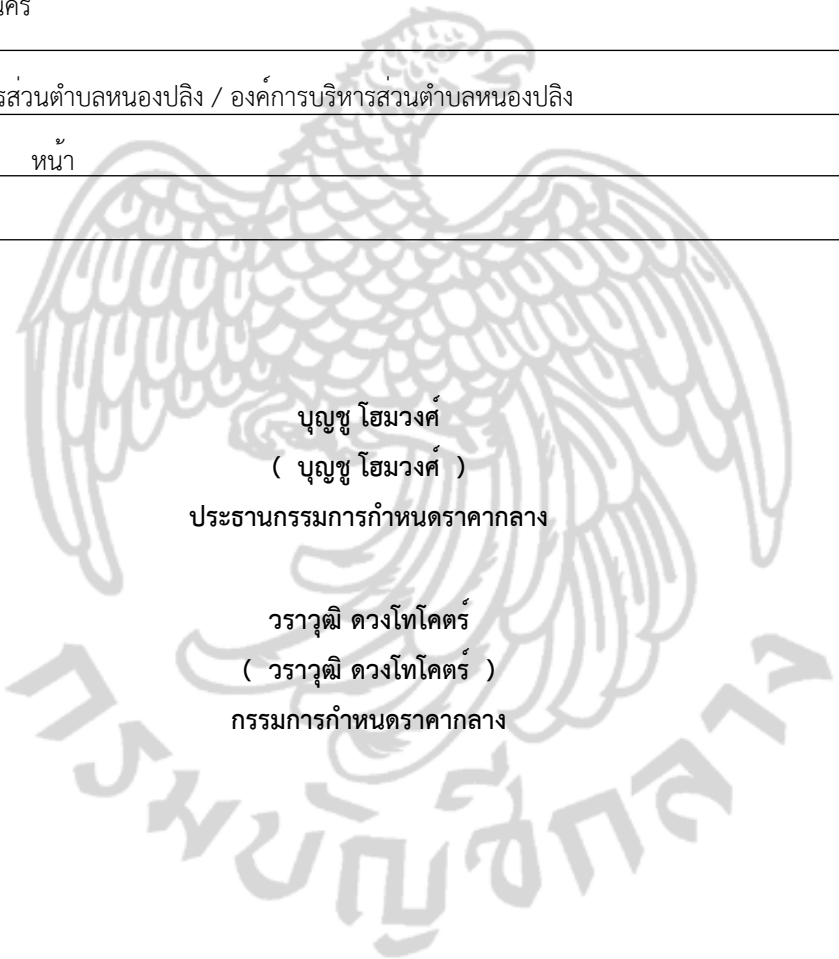 นคร
รส่วนตำบลหนองปลิง / องค์การบริหารส่วนตำบลหนองปลิง
หน้า
บุญชู โฮมวงศ์
( บุญชู โฮมวงศ์ )
ประธานกรรมการกำหนดราคากลาง
วราวุฒิ ดวงโทโคตร์
( วราวุฒิ ดวงโทโคตร์ )
กรรมการกำหนดราคากลาง
กรมบัญชีกลาง